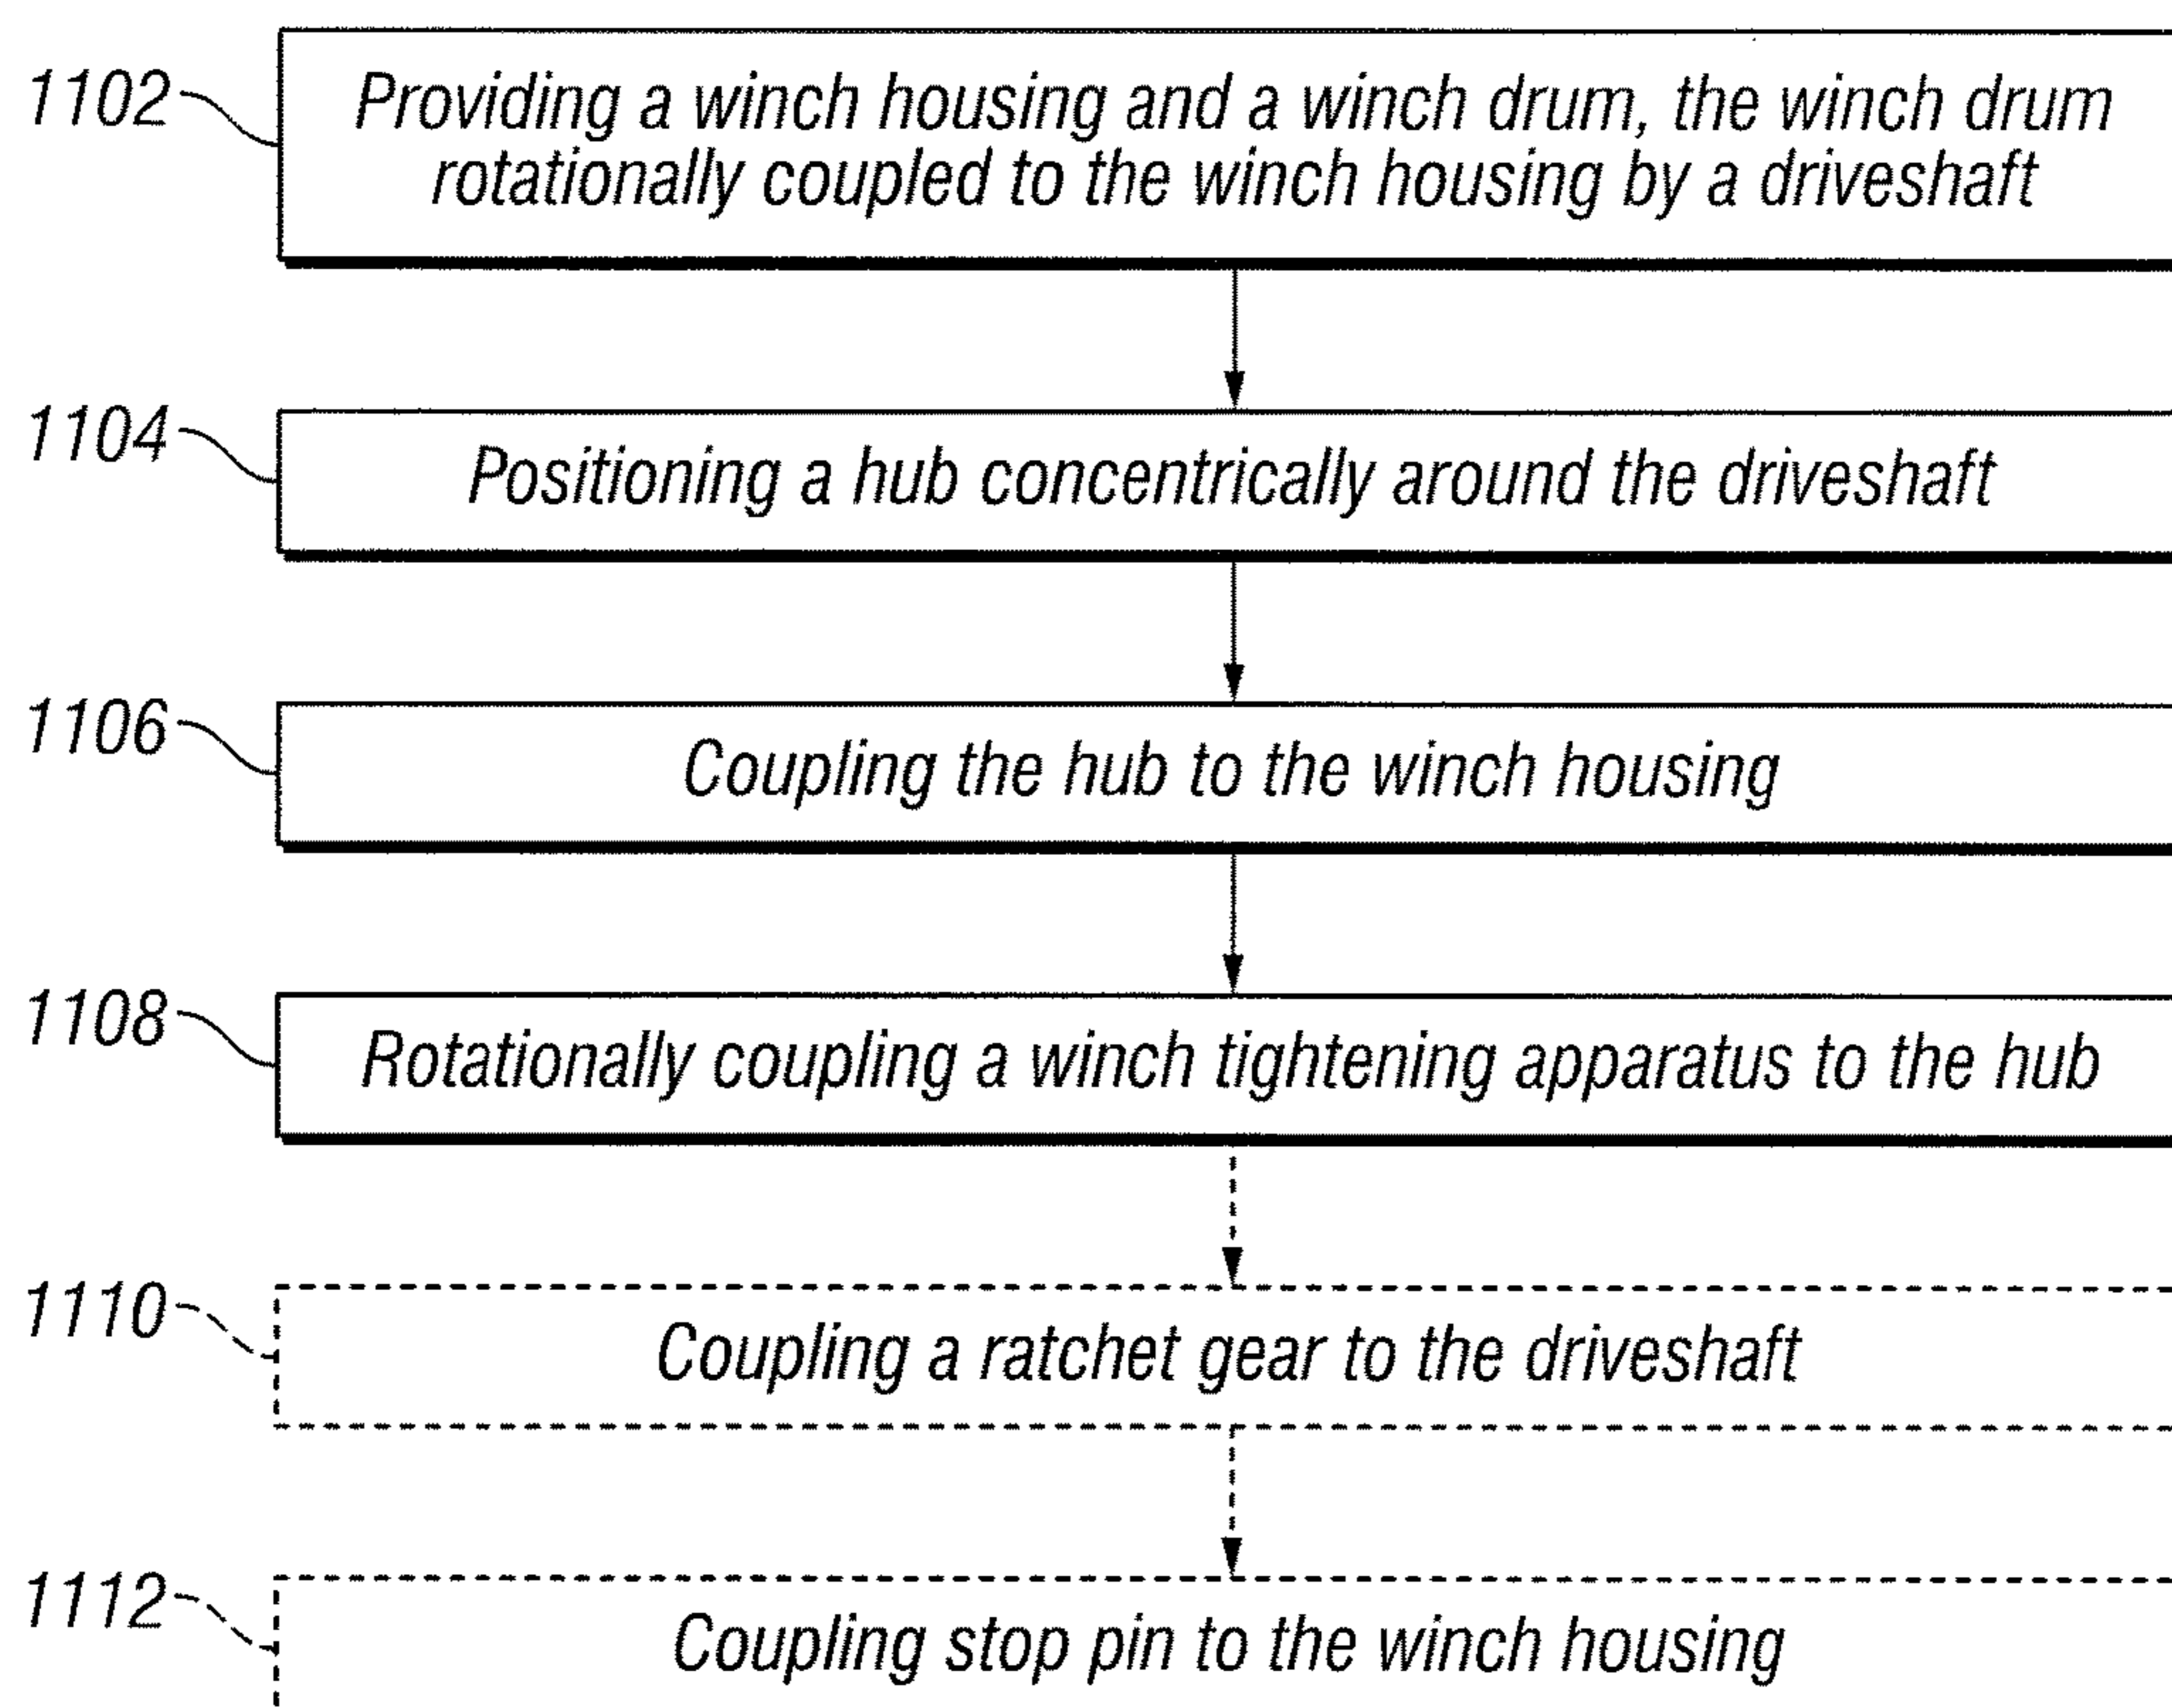 1102
Providing a winch housing and a winch drum, the winch drum
rotationally coupled to the winch housing by a driveshaft
1104
Positioning a hub concentrically around the driveshaft
1106
Coupling the hub to the winch housing
1108
Rotationally coupling a winch tightening apparatus to the hub
1110
Coupling a ratchet gear to the driveshaft
1112
Coupling stop pin to the winch housing